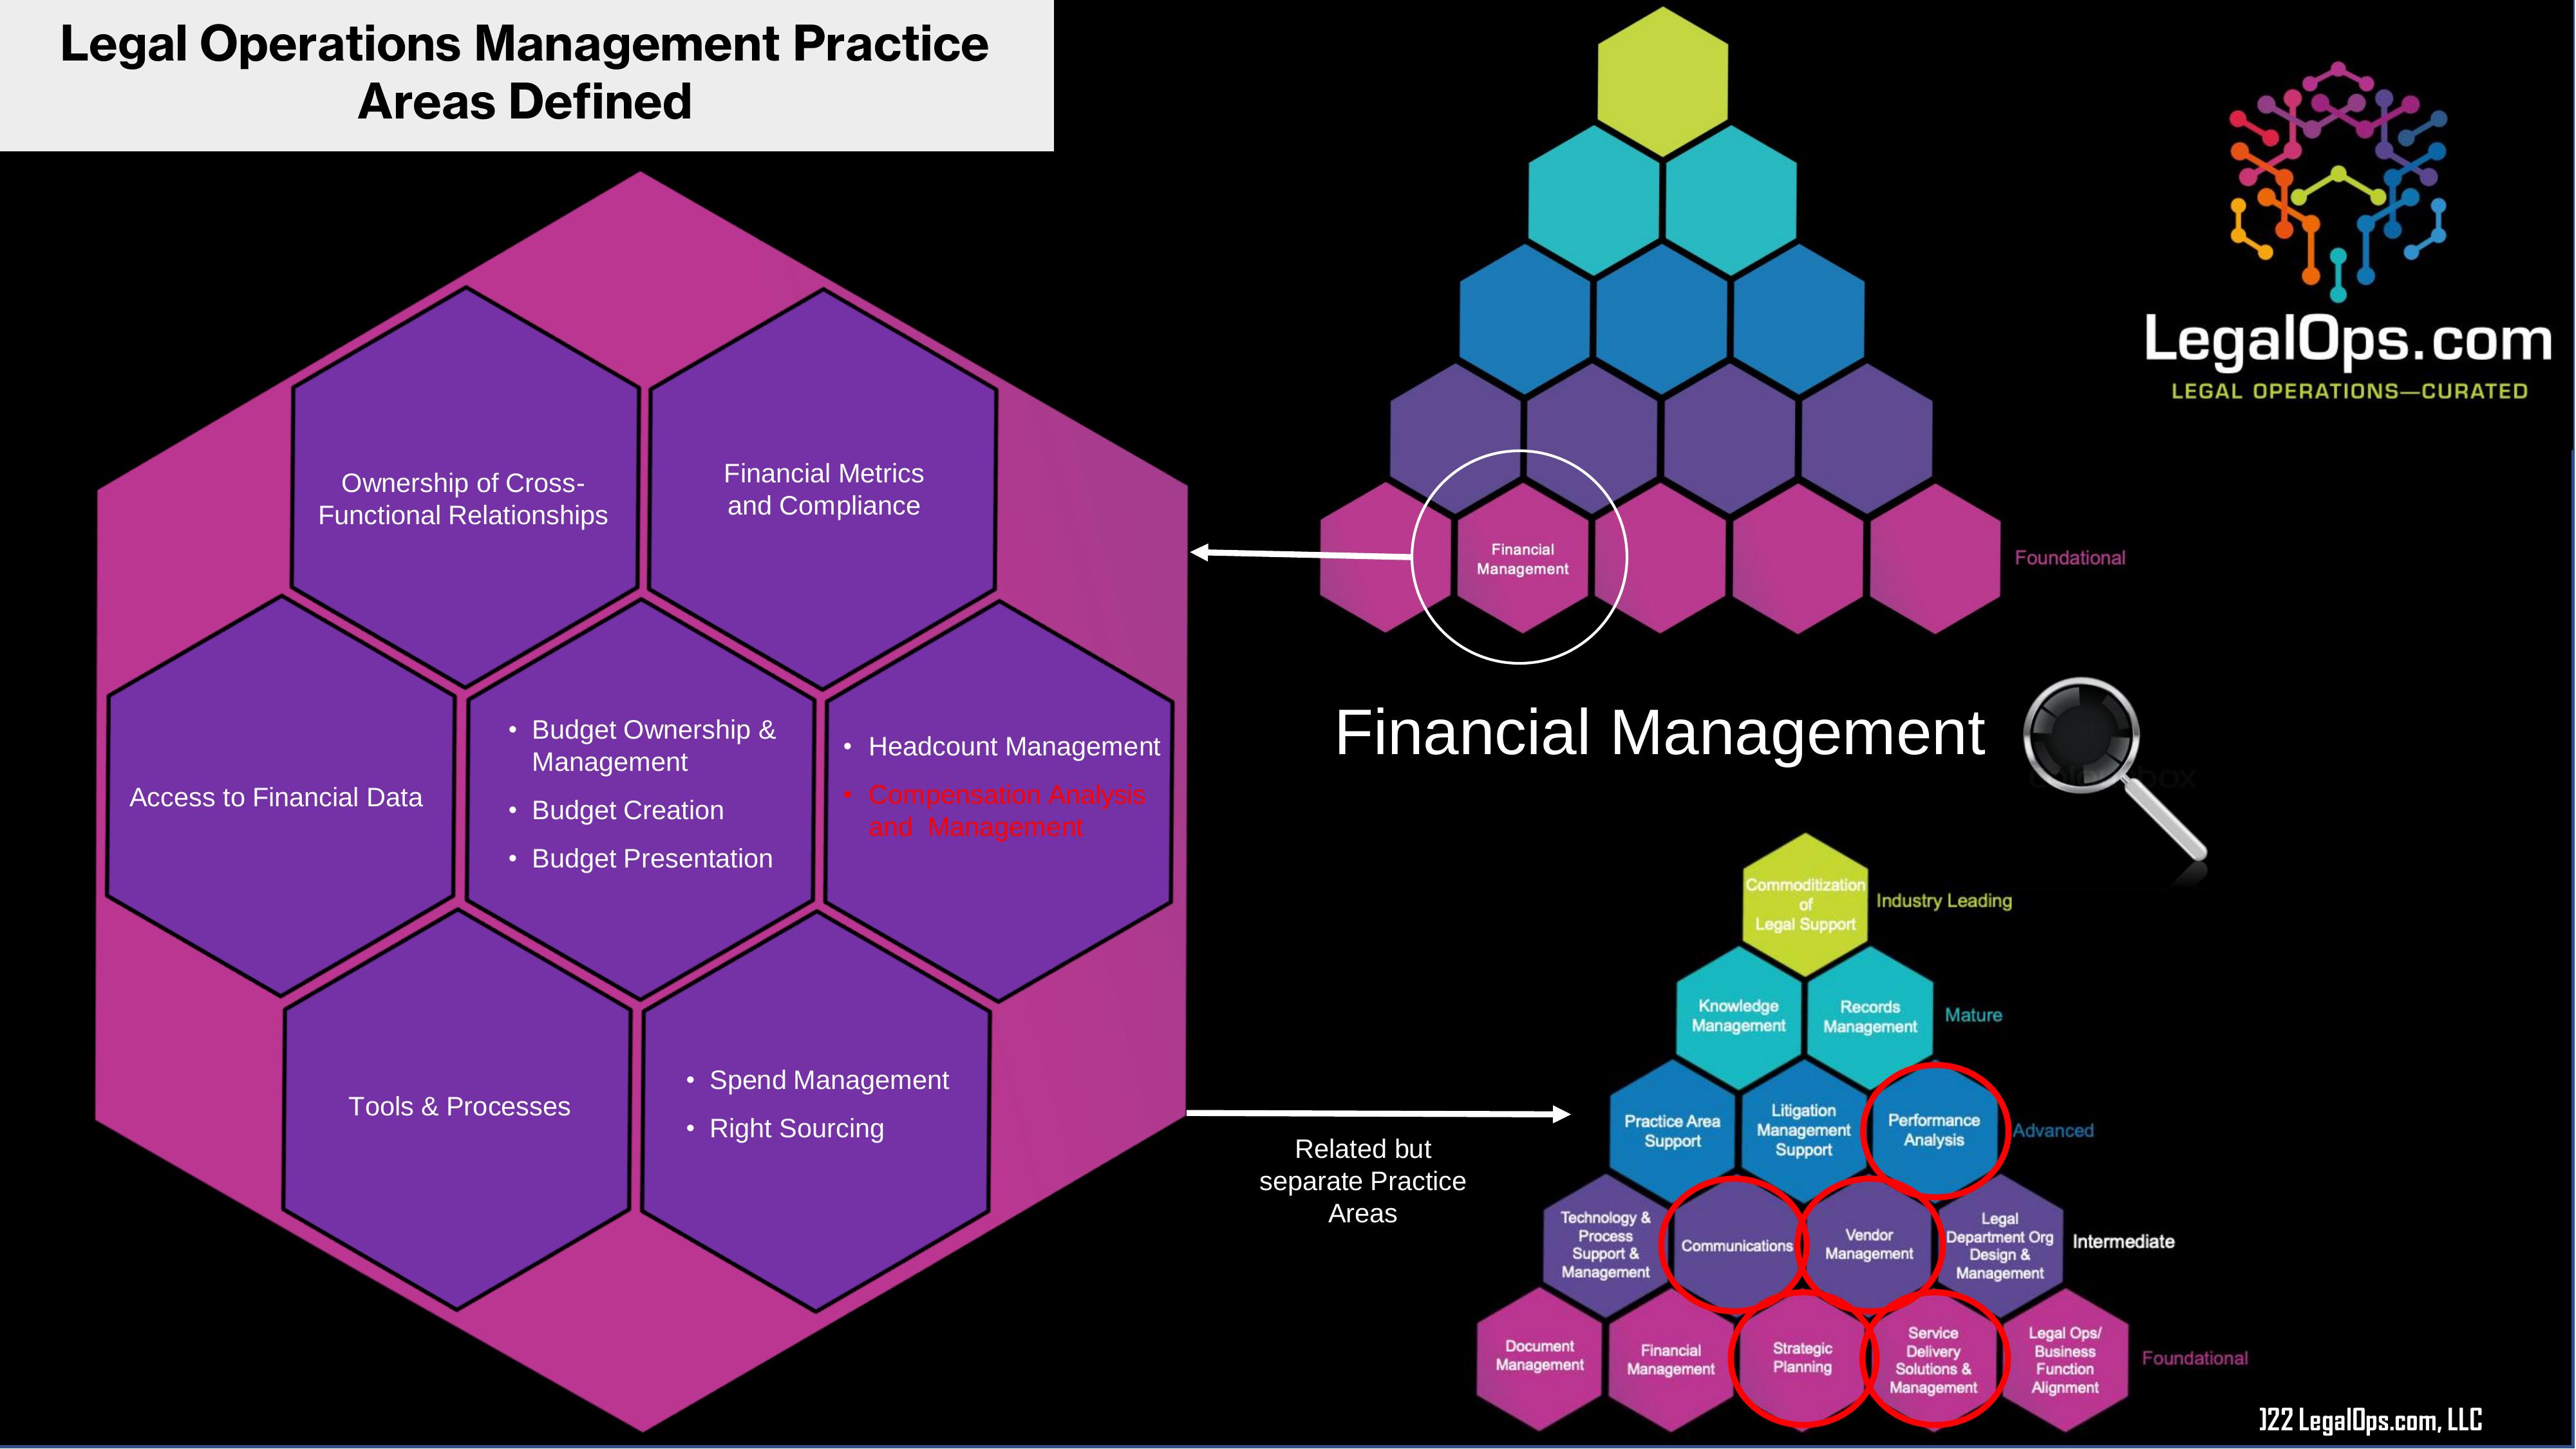 Legal Operations Management Practice
Areas Defined
LegalOps.com
LEGAL OPERATIONS—CURATED
Ownership of Cross-
Functional Relationships
Financial Metrics
and Compliance
Access to Financial Data
• Budget Ownership &
Management
• Budget Creation
• Budget Presentation
• Headcount Management
• Compensation Analysis
and  Management
Tools & Processes
• Spend Management
• Right Sourcing
Financial
Management
Foundational
Financial Management
Related but
separate Practice
Areas
Commoditization
of
Legal Support
Industry Leading
Knowledge
Management
Records
Management
Mature
Practice Area
Support
Litigation
Management
Support
Performance
Analysis
Advanced
Technology &
Process
Support &
Management
Communications
Vendor
Management
Legal
Department Org
Design &
Management
Intermediate
Document
Management
Financial
Management
Strategic
Planning
Service
Delivery
Solutions &
Management
Legal Ops/
Business
Function
Alignment
Foundational
22 LegalOps.com, LLC